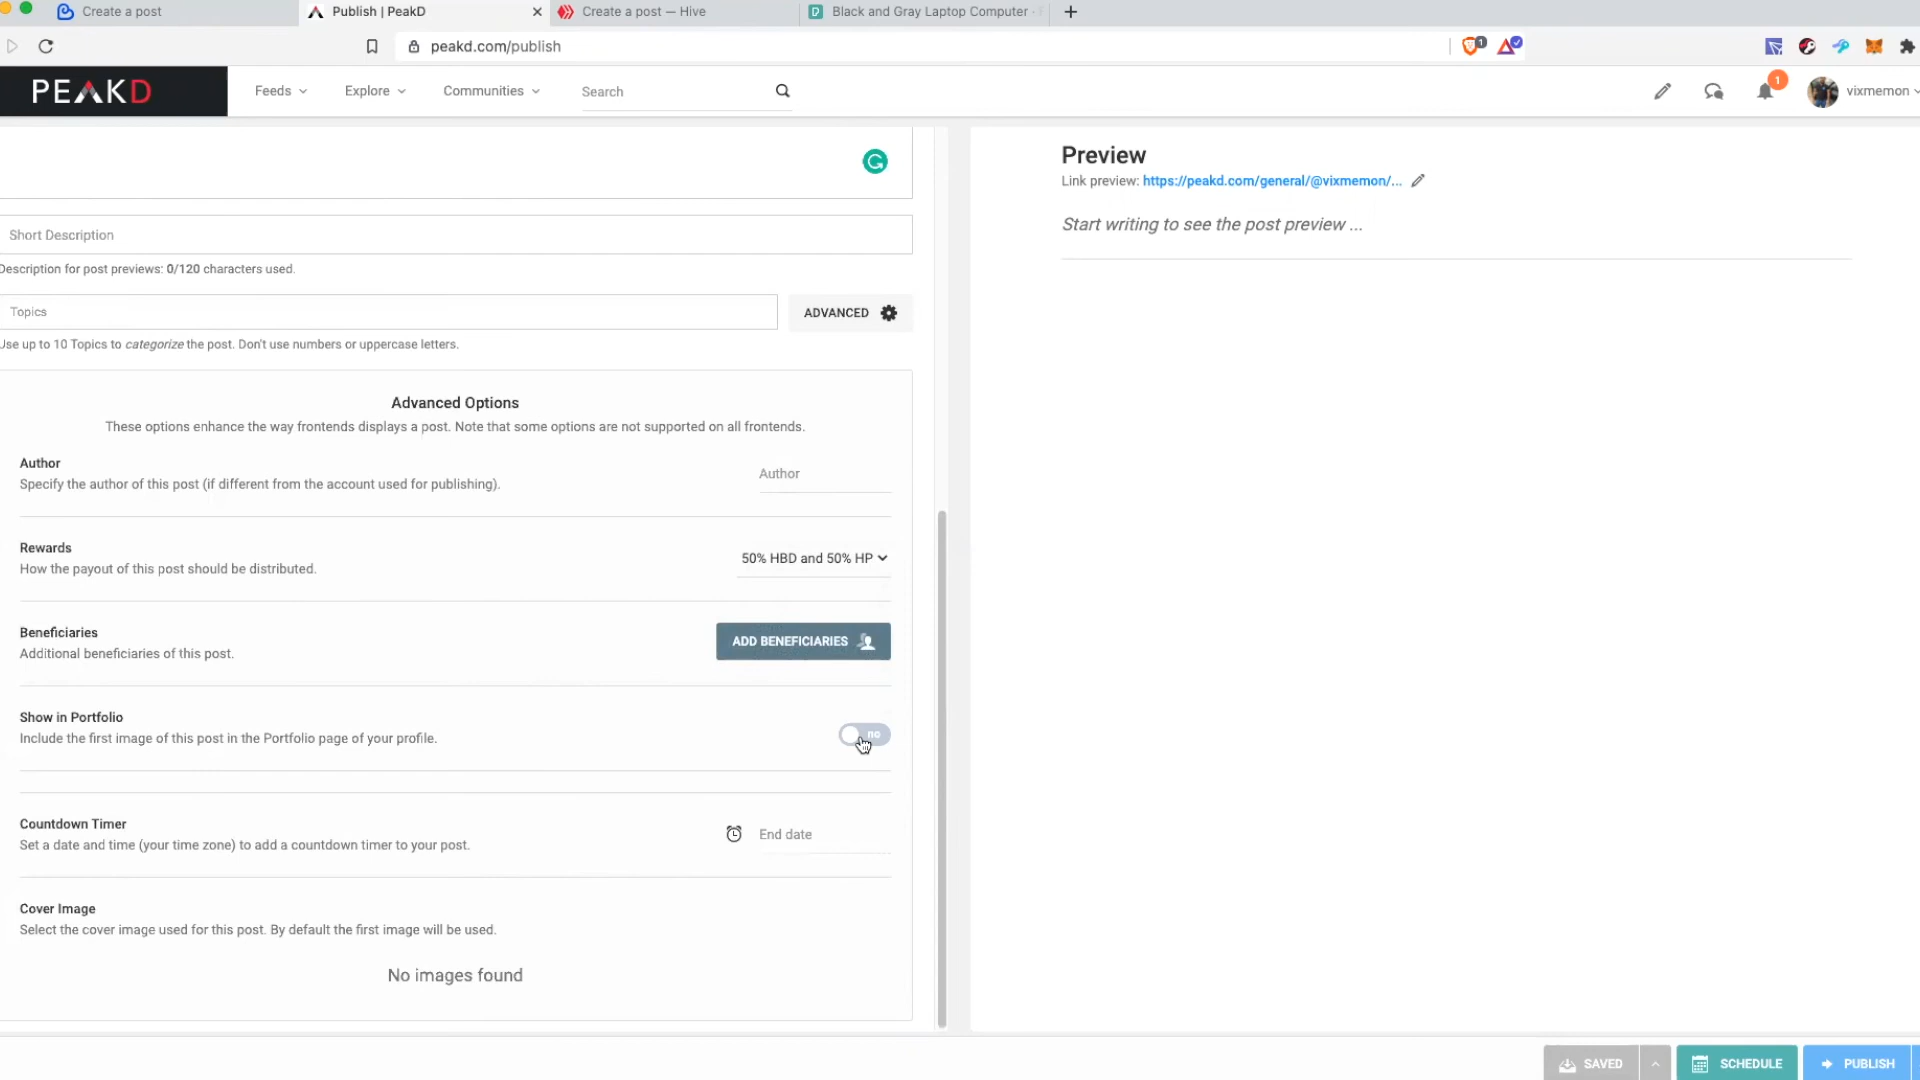 Create a post
Publish | PeakD
Create a post — Hive
Black and Gray Laptop Computer
peakd.com/publish
1
PEAKD
Feeds
Explore
Communities
Search
1
vixmemon
Short Description
Description for post previews: 0/120 characters used.
Topics
ADVANCED
Use up to 10 Topics to categorize the post. Don't use numbers or uppercase letters.
Advanced Options
These options enhance the way frontends displays a post. Note that some options are not supported on all frontends.
Author
Specify the author of this post (if different from the account used for publishing).
Author
Rewards
How the payout of this post should be distributed.
50% HBD and 50% HP
Beneficiaries
Additional beneficiaries of this post.
ADD BENEFICIARIES
Show in Portfolio
Include the first image of this post in the Portfolio page of your profile.
no
Countdown Timer
Set a date and time (your time zone) to add a countdown timer to your post.
End date
Cover Image
Select the cover image used for this post. By default the first image will be used.
No images found
Preview
Link preview: https://peakd.com/general/@vixmemon/...
Start writing to see the post preview ...
SAVED
SCHEDULE
PUBLISH